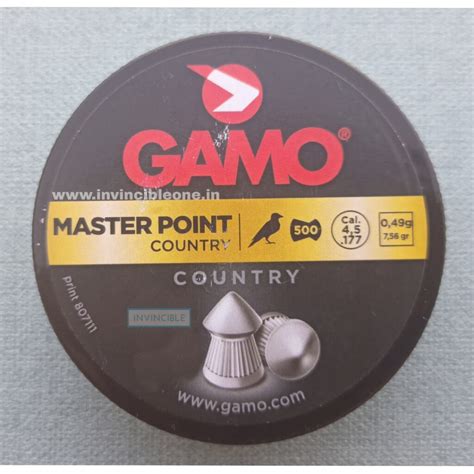 GAMO®
www.invincibleone.in
MASTER POINT
COUNTRY
500
Cal.
4,5
.177
0,49g
7,56 gr
COUNTRY
print 807111
INVINCIBLE
www.gamo.com